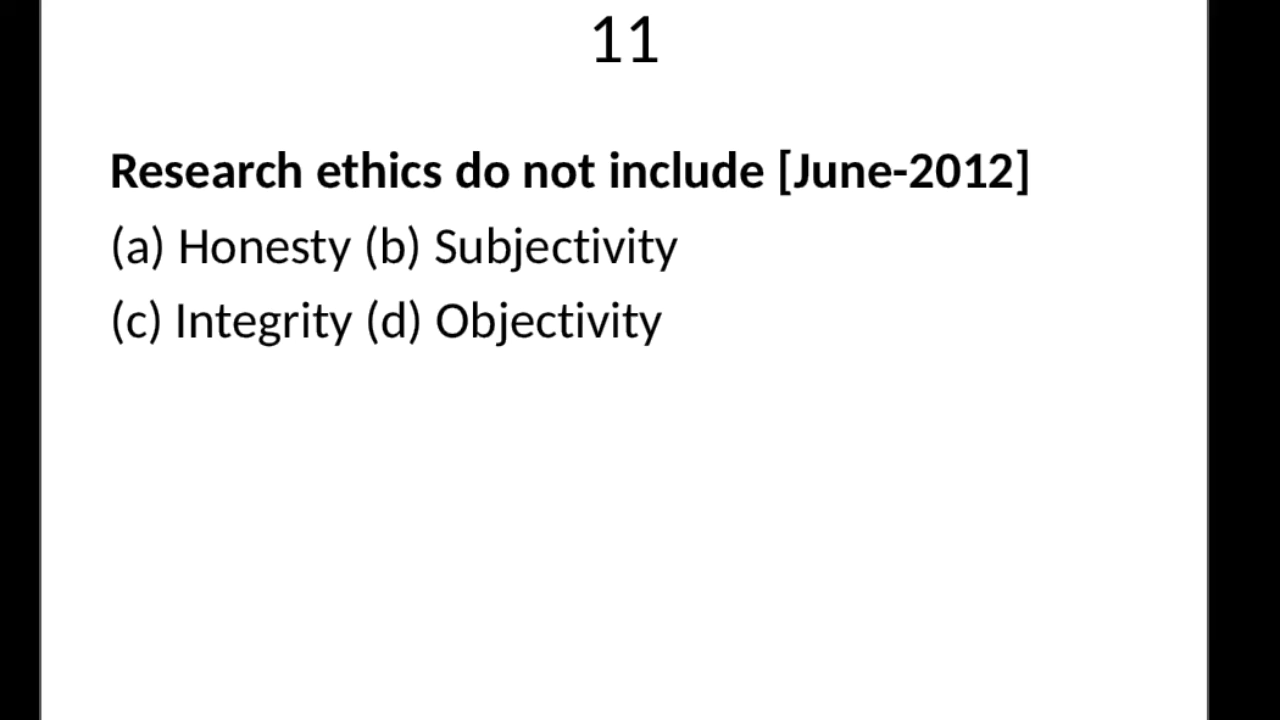 11
Research ethics do not include [June-2012]
(a) Honesty (b) Subjectivity
(c) Integrity (d) Objectivity